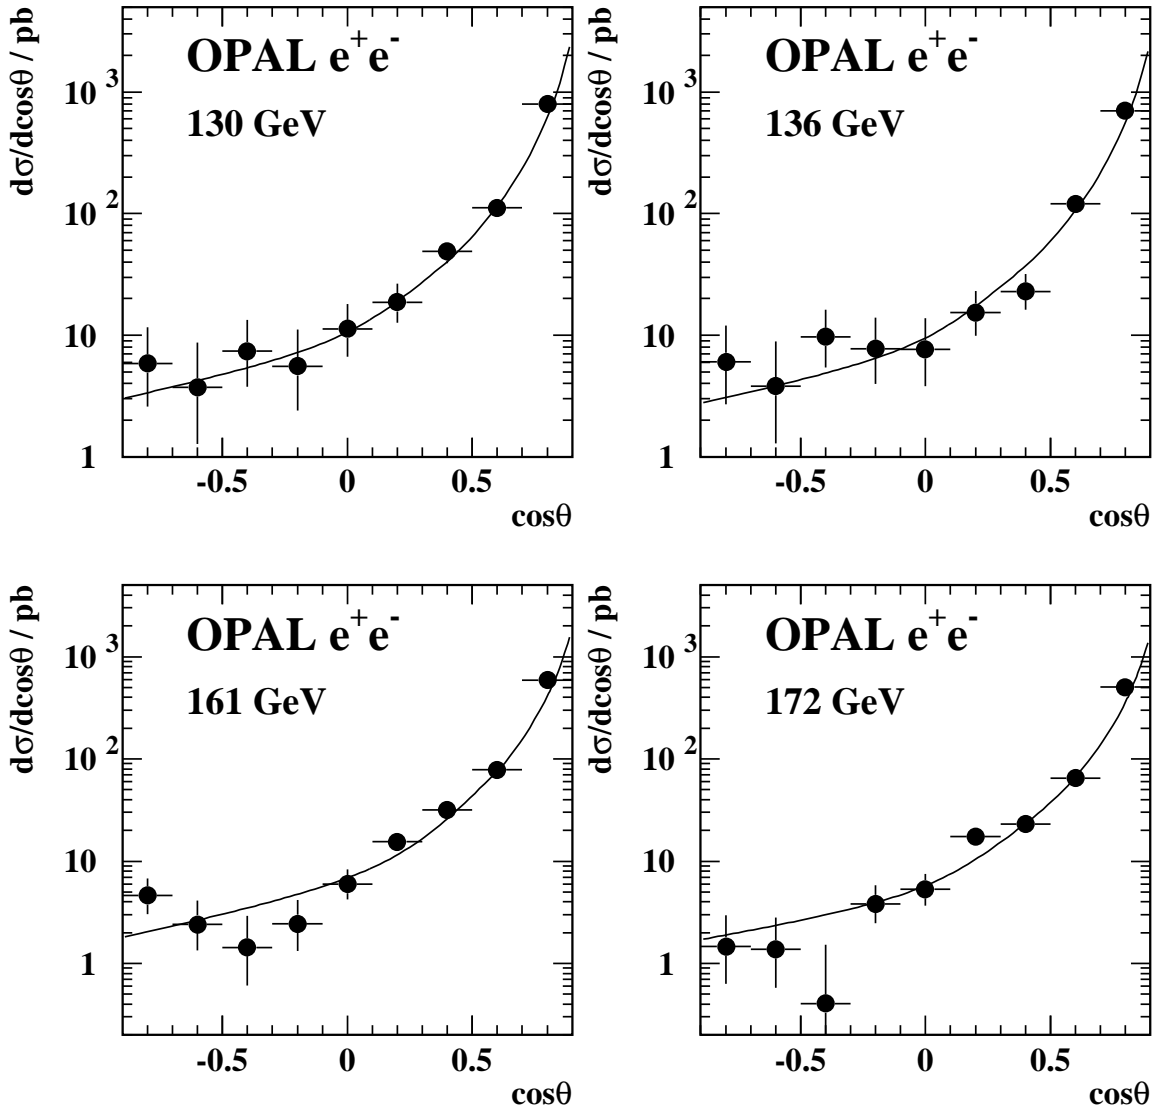 dσ/dcosθ / pb
OPAL e+e-
130 GeV
10 3
10 2
10
1
-0.5 0 0.5
cosθ
dσ/dcosθ / pb
OPAL e+e-
136 GeV
10 3
10 2
10
1
-0.5 0 0.5
cosθ
dσ/dcosθ / pb
OPAL e+e-
161 GeV
10 3
10 2
10
1
-0.5 0 0.5
cosθ
dσ/dcosθ / pb
OPAL e+e-
172 GeV
10 3
10 2
10
1
-0.5 0 0.5
cosθ